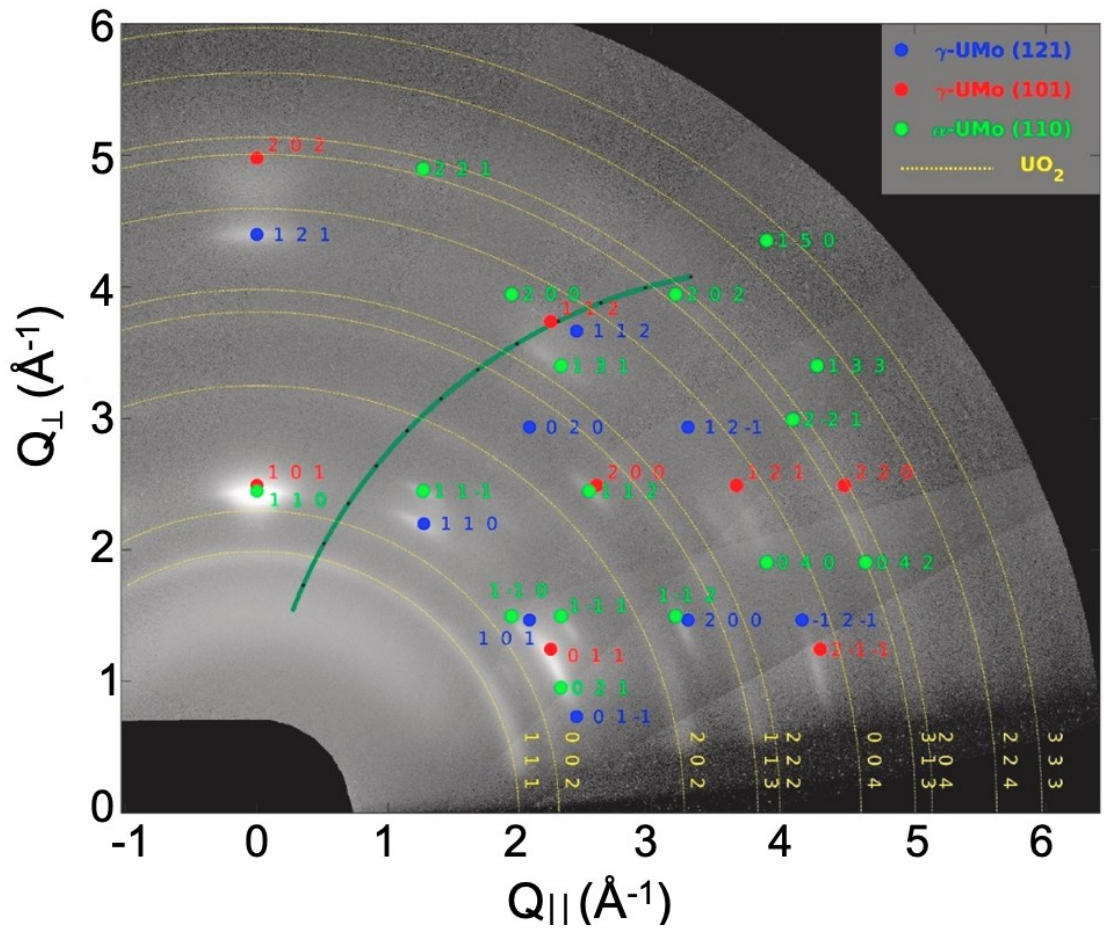 6
5
4
3
2
1
0
Q⊥ (Å-1)
-1 0 1 2 3 4 5 6
Q|| (Å-1)
γ-UMo (121)
γ-UMo (101)
α-UMo (110)
UO2
2 0 2
2 2 1
1 2 1
1 -5 0
2 0 0
2 0 2
1 1 2
1 1 2
1 3 1
1 3 3
0 2 0
1 2 -1
2 -2 1
1 0 1
1 1 0
1 1 -1
1 1 0
2 0 0
1 1 2
1 2 1
2 2 0
0 4 0
0 4 2
1 -1 0
1 -1 1
1 -1 2
1 0 1
2 0 0
-1 2 -1
0 1 1
2 -1 -1
0 2 1
0 1 -1
1 1 1
0 0 2
2 0 2
1 1 3
2 2 2
0 0 4
3 1 3
2 0 4
2 2 4
3 3 3